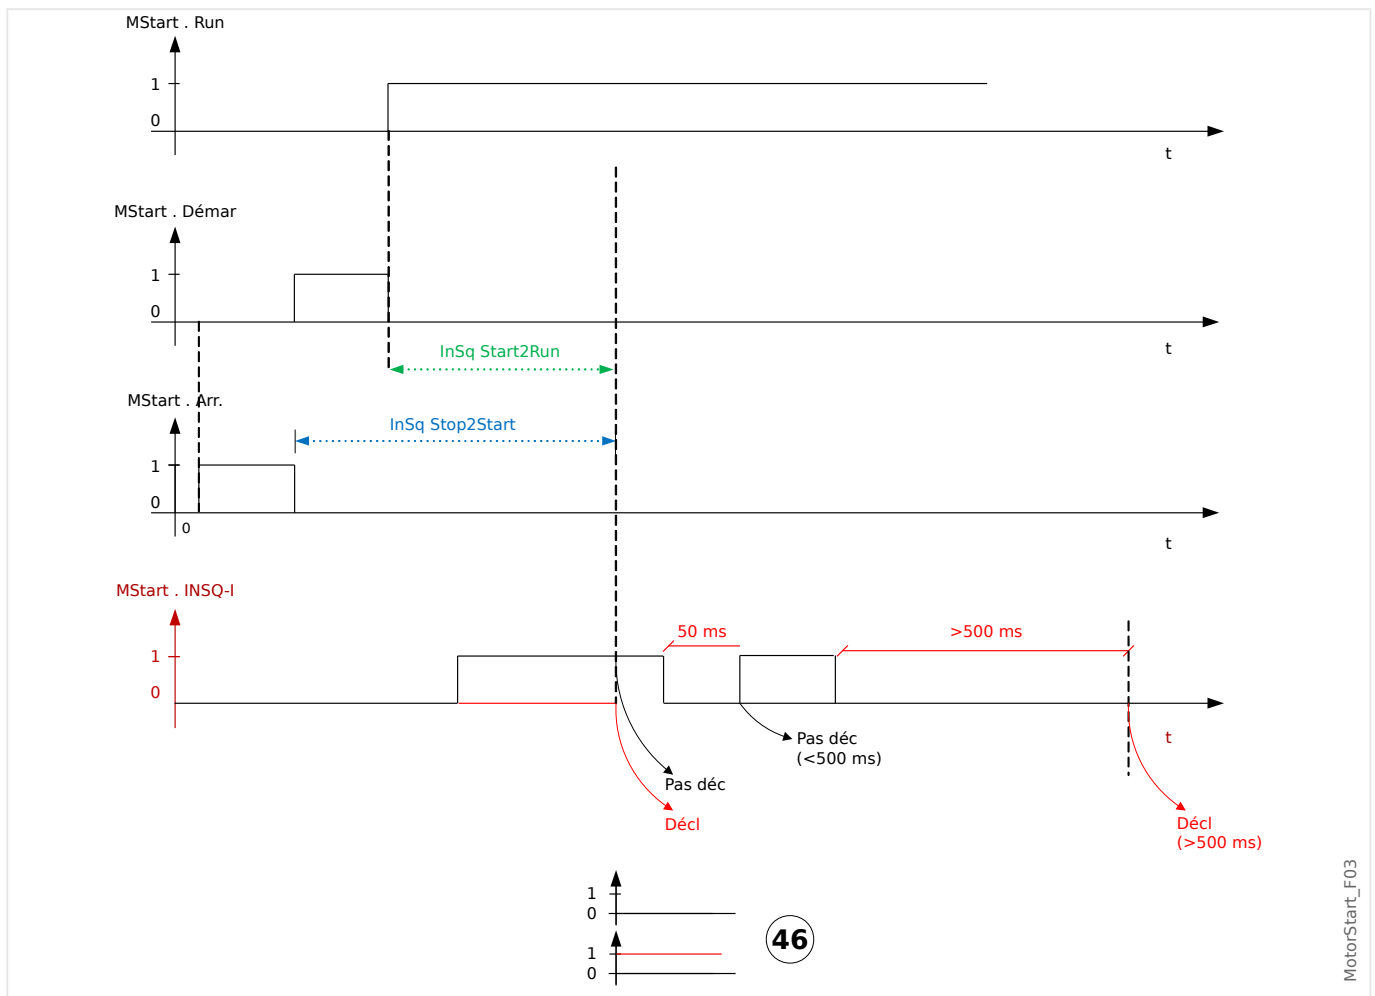 MStart . Run
1
0
t
MStart . Démar
1
0
t
InSq Start2Run
MStart . Arr.
InSq Stop2Start
1
0
0
t
MStart . INSQ-I
50 ms
>500 ms
1
0
t
Pas déc
(<500 ms)
Pas déc
Décl
Décl
(>500 ms)
1
0
46
1
0
MotorStart_F03